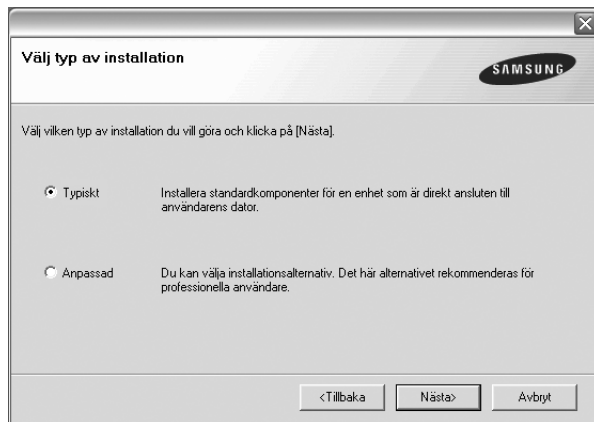 Välj typ av installation
SAMSUNG
Välj vilken typ av installation du vill göra och klicka på [Nästa].
Typiskt
Installera standardkomponenter för en enhet som är direkt ansluten till
användarens dator.
Anpassad
Du kan välja installationsalternativ. Det här alternativet rekommenderas för
professionella användare.
<Tillbaka
Nästa>
Avbryt